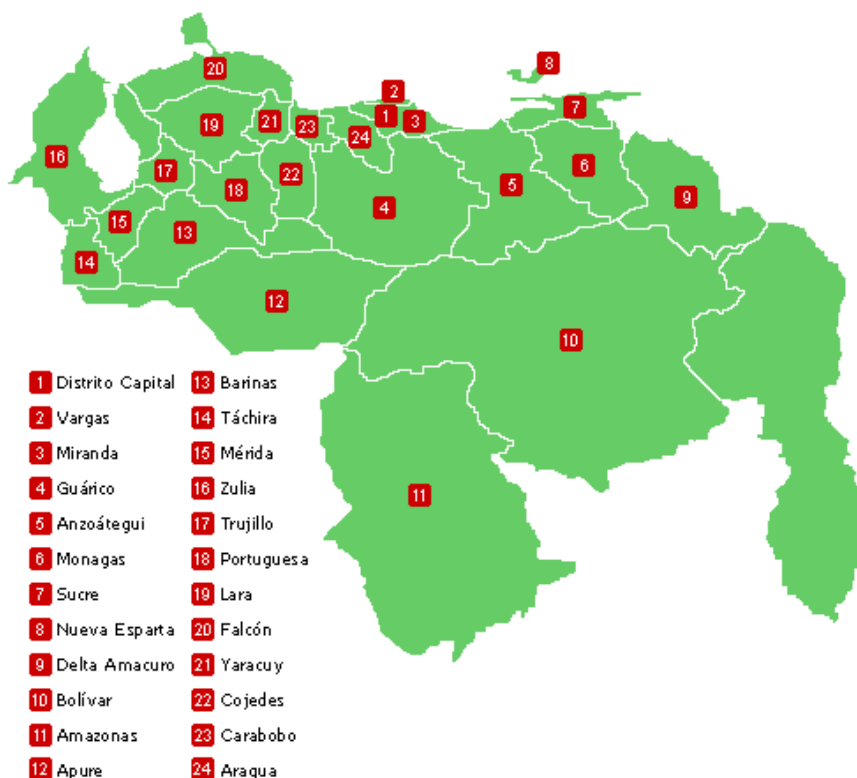 20
8
2
7
21
1
3
19
23
24
16
17
6
22
18
5
9
4
15
13
14
12
10
11
1 Distrito Capital
2 Vargas
3 Miranda
4 Guárico
5 Anzoátegui
6 Monagas
7 Sucre
8 Nueva Esparta
9 Delta Amacuro
10 Bolívar
11 Amazonas
12 Apure
13 Barinas
14 Táchira
15 Mérida
16 Zulia
17 Trujillo
18 Portuguesa
19 Lara
20 Falcón
21 Yaracuy
22 Cojedes
23 Carabobo
24 Aragua